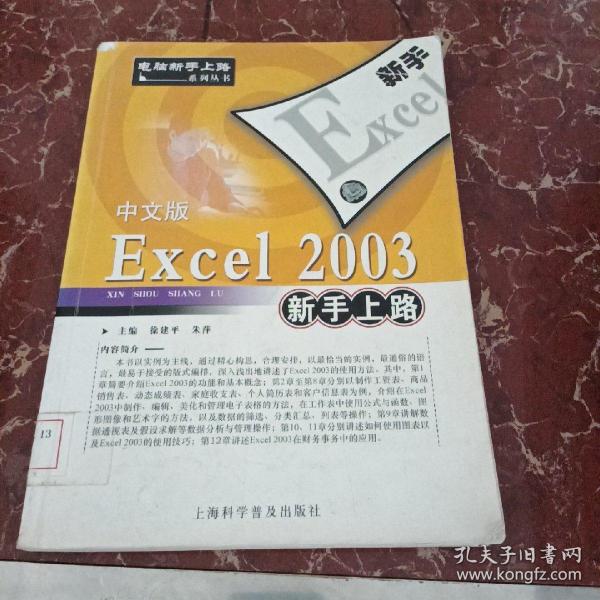 电脑新手上路
系列丛书
新手
Excel
中文版
Excel 2003
XIN SHOU SHANG LU
新手上路
主编 徐建平 朱萍
内容简介
本书以实例为主线，通过精心构思，合理安排，以最恰当的实例，最通俗的语
言，最易于接受的版式编排，深入浅出地讲述了Excel 2003的使用方法。其中，第1
章简要介绍Excel 2003的功能和基本概念；第2章至第8章分别以制作工资表、商品
销售表、动态成绩表、家庭收支表、个人简历表和客户信息表为例，介绍在Excel
2003中制作、编辑、美化和管理电子表格的方法，在工作表中使用公式与函数、图
形图像和艺术字的方法，以及数据的筛选、分类汇总、列表等操作；第9章讲解数
据透视表及假设求解等数据分析与管理操作；第10、11章分别讲述如何使用图表以
及Excel 2003的使用技巧；第12章讲述Excel 2003在财务事务中的应用。
13
上海科学普及出版社
孔夫子旧书网
www.kongfz.com